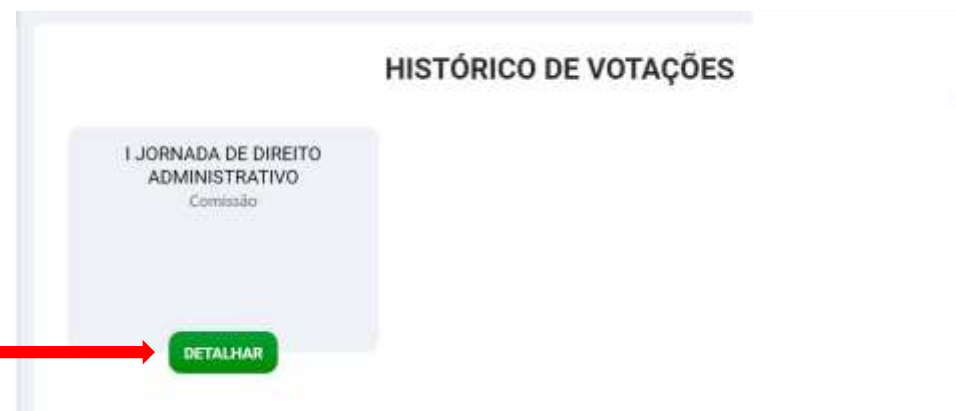 HISTÓRICO DE VOTAÇÕES
I JORNADA DE DIREITO
ADMINISTRATIVO
Comissão
DETALHAR